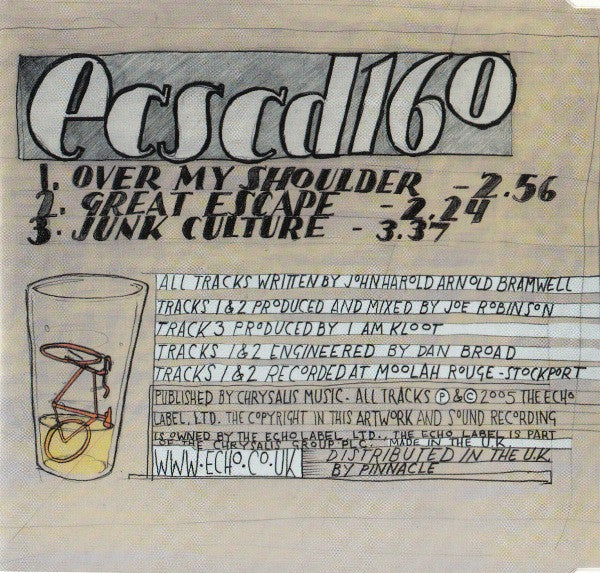 ecscd160
1. OVER MY SHOULDER - 2.56
2. GREAT ESCAPE - 2.24
3. JUNK CULTURE - 3.37
ALL TRACKS WRITTEN BY JOHN HAROLD ARNOLD BRAMWELL
TRACKS 1&2 PRODUCED AND MIXED BY JOE ROBINSON
TRACK 3 PRODUCED BY I AM KLOOT
TRACKS 1&2 ENGINEERED BY DAN BROAD
TRACKS 1&2 RECORDED AT MOOLAH ROUGE - STOCKPORT
PUBLISHED BY CHRYSALIS MUSIC. ALL TRACKS Ⓟ & © 2005 THE ECHO
LABEL, LTD. THE COPYRIGHT IN THIS ARTWORK AND SOUND RECORDING
IS OWNED BY THE ECHO LABEL, LTD., THE ECHO LABEL IS PART
OF THE CHRYSALIS GROUP PLC. MADE IN THE U.K.
WWW.ECHO.CO.UK
DISTRIBUTED IN THE U.K.
BY PINNACLE